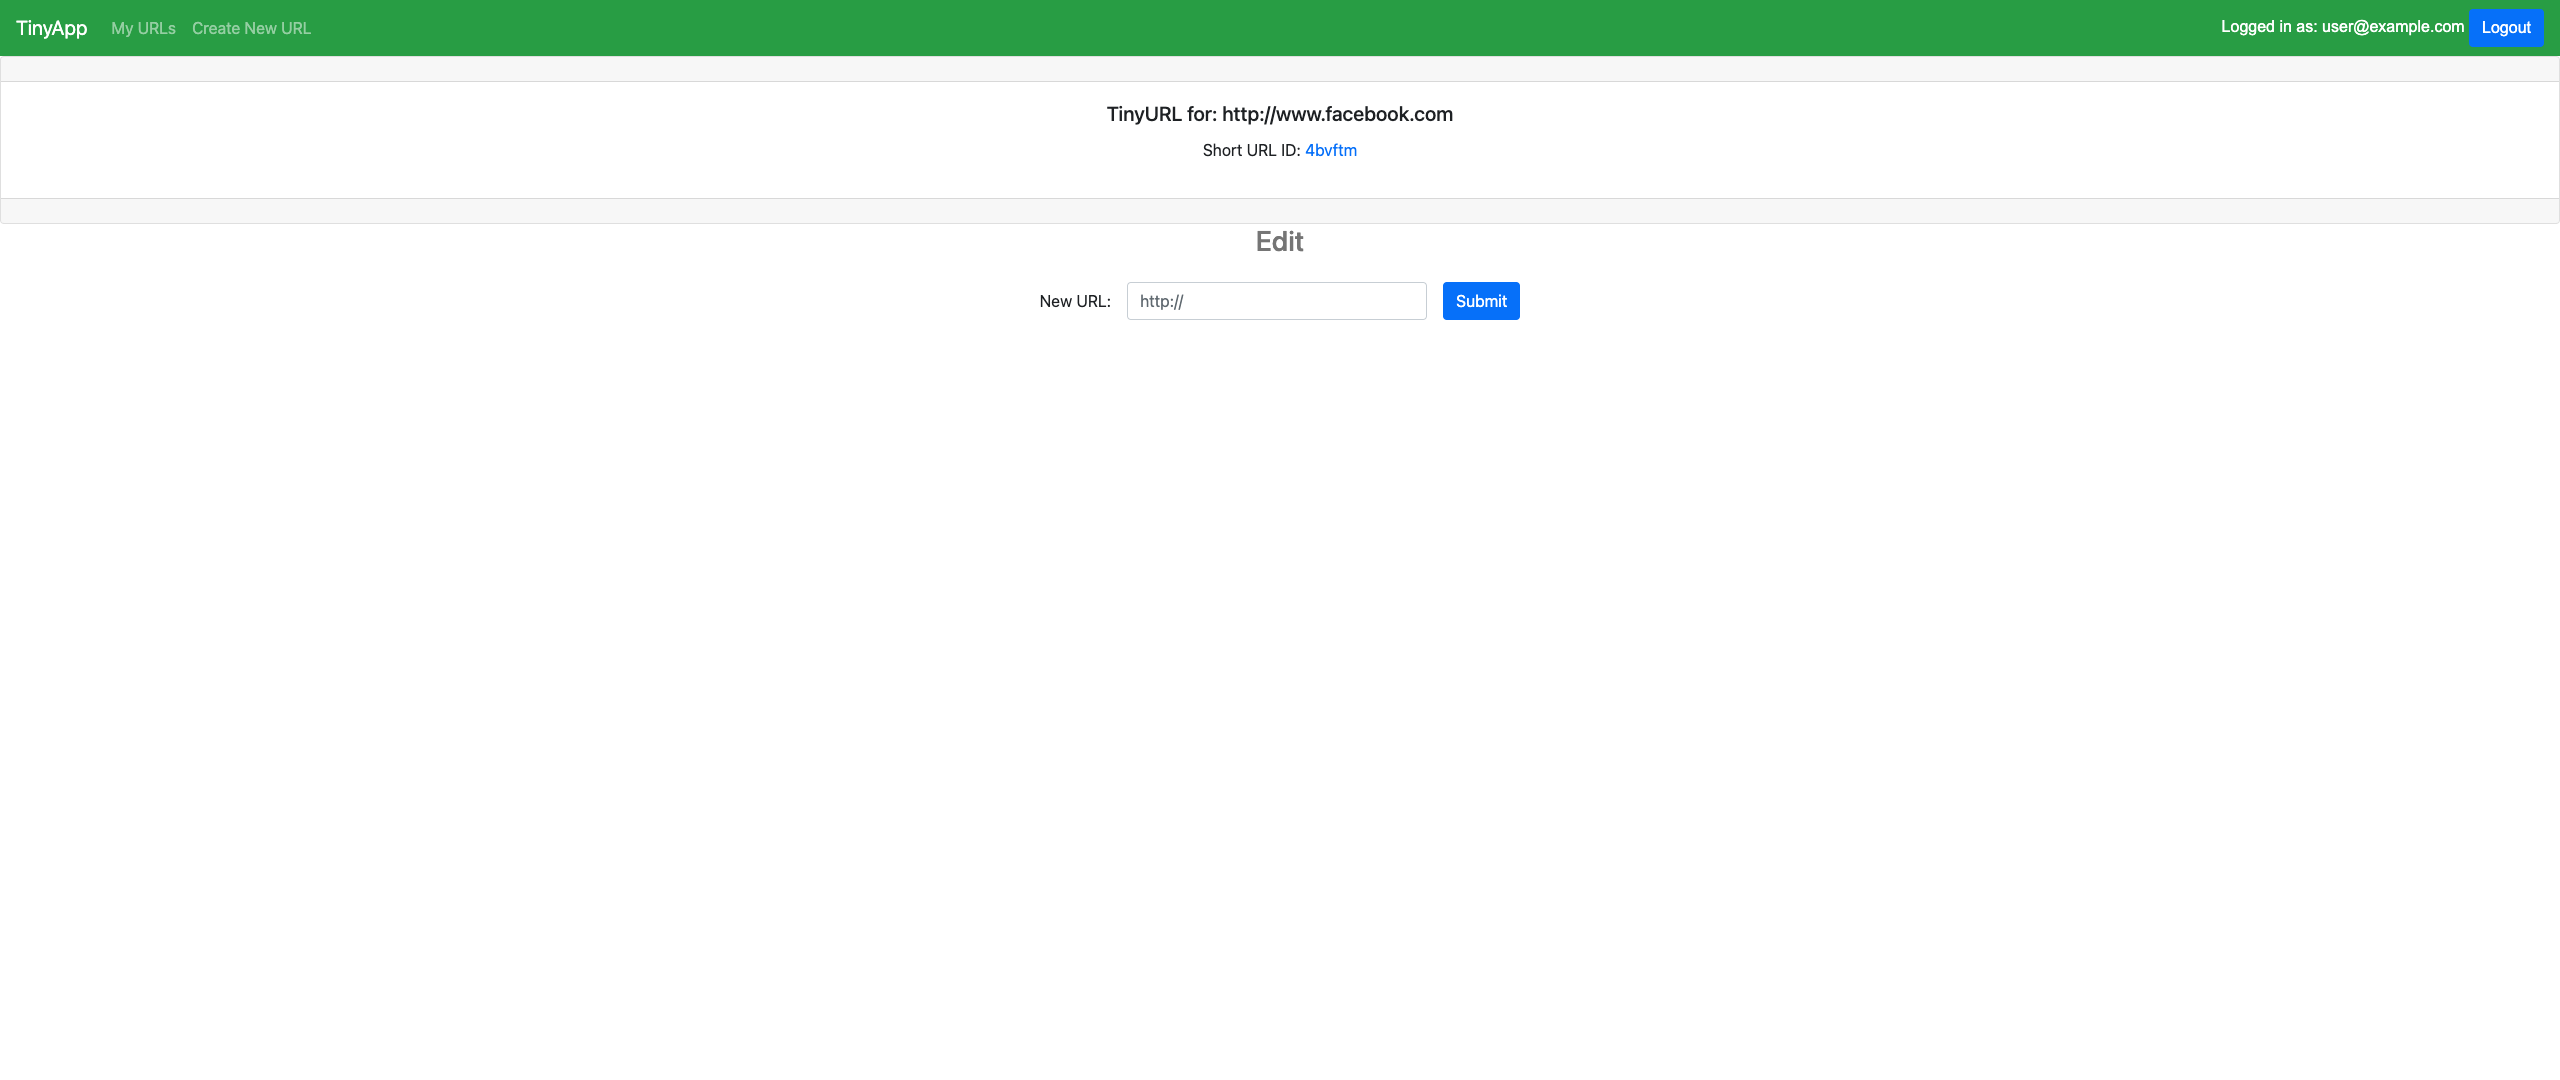 TinyApp My URLs Create New URL Logged in as: user@example.com Logout
TinyURL for: http://www.facebook.com
Short URL ID: 4bvftm
Edit
New URL: http:// Submit